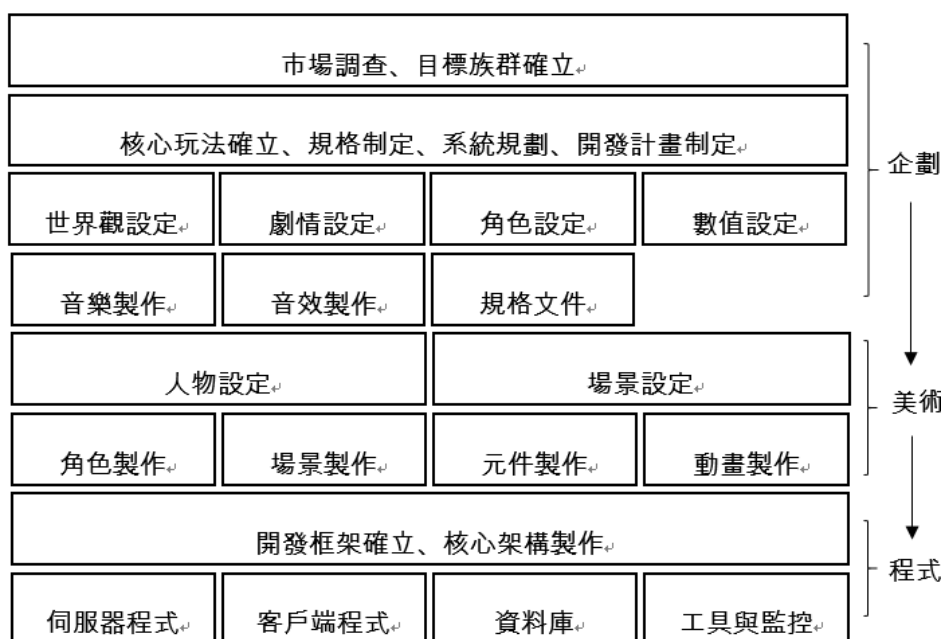 市場調查、目標族群確立
核心玩法確立、規格制定、系統規劃、開發計畫制定
企劃
世界觀設定 劇情設定 角色設定 數值設定
音樂製作 音效製作 規格文件
人物設定 場景設定
美術
角色製作 場景製作 元件製作 動畫製作
開發框架確立、核心架構製作
程式
伺服器程式 客戶端程式 資料庫 工具與監控